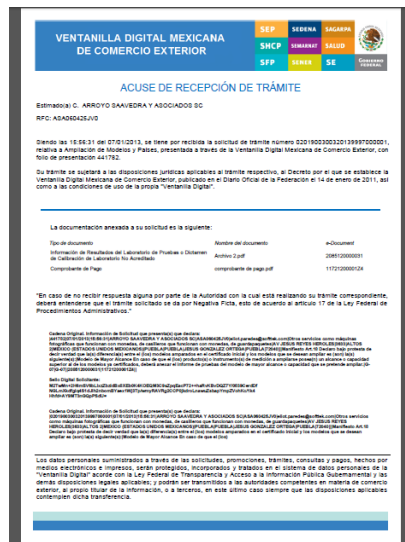 VENTANILLA DIGITAL MEXICANA
DE COMERCIO EXTERIOR
SEP SEDENA SAGARPA
SHCP SEMARNAT SALUD
SFP SENER SE GOBIERNO FEDERAL
ACUSE DE RECEPCIÓN DE TRÁMITE
Estimado(a) C. ARROYO SAAVEDRA Y ASOCIADOS SC
RFC: ASA060425JV0
Siendo las 15:56:31 del 07/01/2013, se tiene por recibida la solicitud de trámite número 0201900300320139997000001,
relativa a Ampliación de Modelos y Países, presentada a través de la Ventanilla Digital Mexicana de Comercio Exterior, con
folio de presentación 441782.
Su trámite se sujetará a las disposiciones jurídicas aplicables al trámite respectivo, al Decreto por el que se establece la
Ventanilla Digital Mexicana de Comercio Exterior, publicado en el Diario Oficial de la Federación el 14 de enero de 2011, así
como a las condiciones de uso de la propia "Ventanilla Digital".
La documentación anexada a su solicitud es la siguiente:
Tipo de documento Nombre del documento e-Document
Información de Resultados del Laboratorio de Pruebas o Dictamen
de Calibración de Laboratorio No Acreditado Archivo 2.pdf 2085120000031
Comprobante de Pago comprobante de pago.pdf 1172120000124
"En caso de no recibir respuesta alguna por parte de la Autoridad con la cual está realizando su trámite correspondiente,
deberá entenderse que el trámite solicitado se da por Negativa Ficta, esto de acuerdo al artículo 17 de la Ley Federal de
Procedimientos Administrativos."
Cadena Original. Información de Solicitud que presenta(s) que declara:
Sello Digital Solicitante:
Los datos personales suministrados a través de las solicitudes, promociones, trámites, consultas y pagos, hechos por
medios electrónicos e impresos, serán protegidos, incorporados y tratados en el sistema de datos personales de la
"Ventanilla Digital" acorde con la Ley Federal de Transparencia y Acceso a la Información Pública Gubernamental y las
demás disposiciones legales aplicables; y podrán ser transmitidos a las autoridades competentes en materia de comercio
exterior, al propio titular de la información, o a terceros, en este último caso siempre que las disposiciones aplicables
contemplen dicha transferencia.